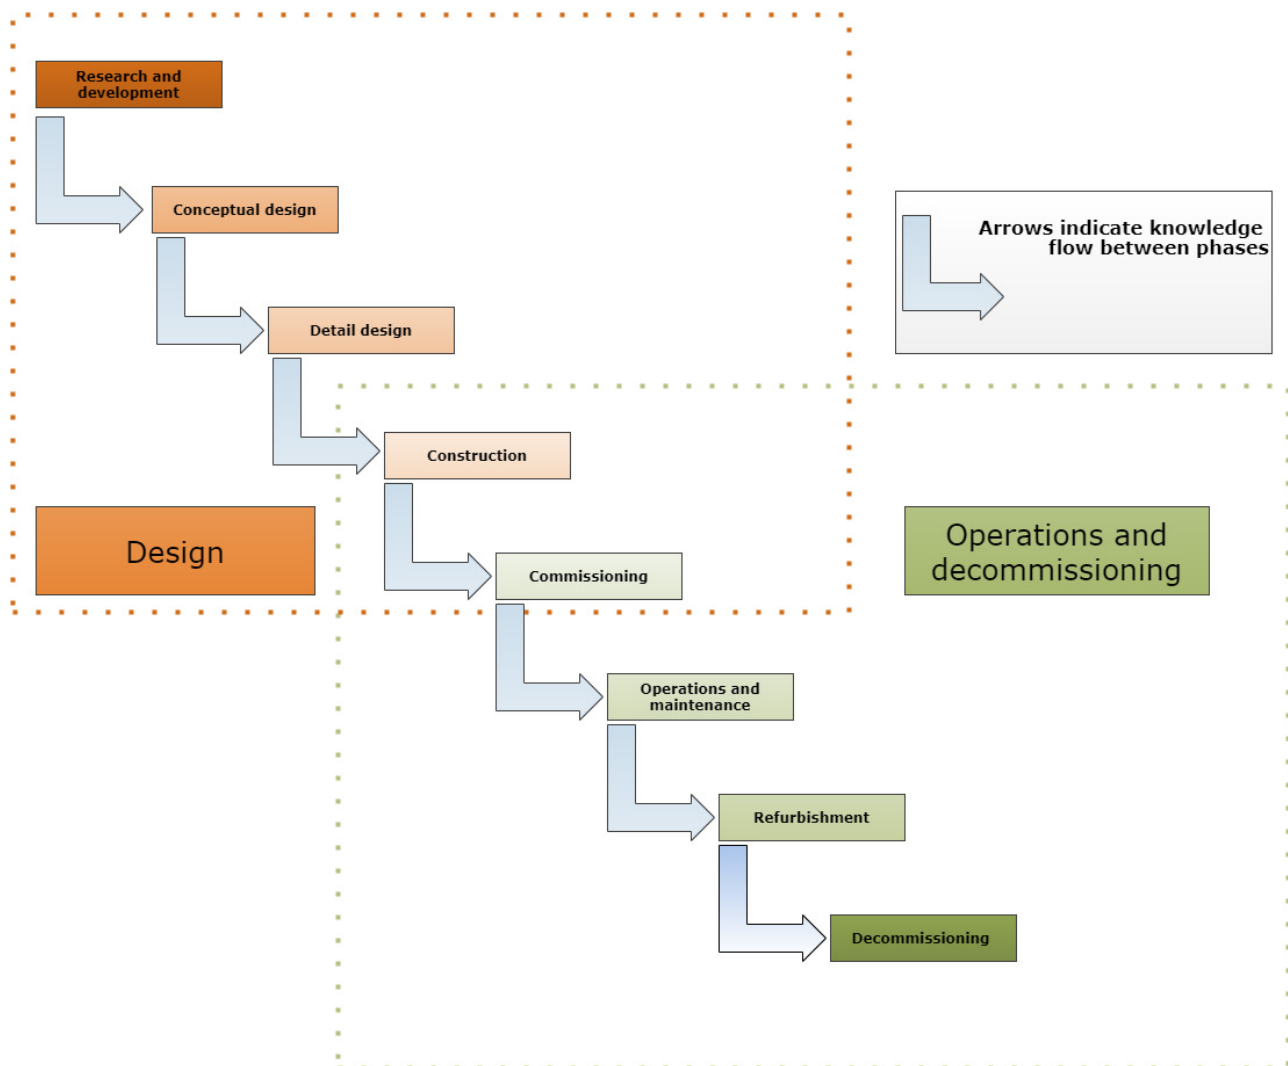 Research and
development
Conceptual design
Arrows indicate knowledge
flow between phases
Detail design
Construction
Design
Operations and
decommissioning
Commissioning
Operations and
maintenance
Refurbishment
Decommissioning